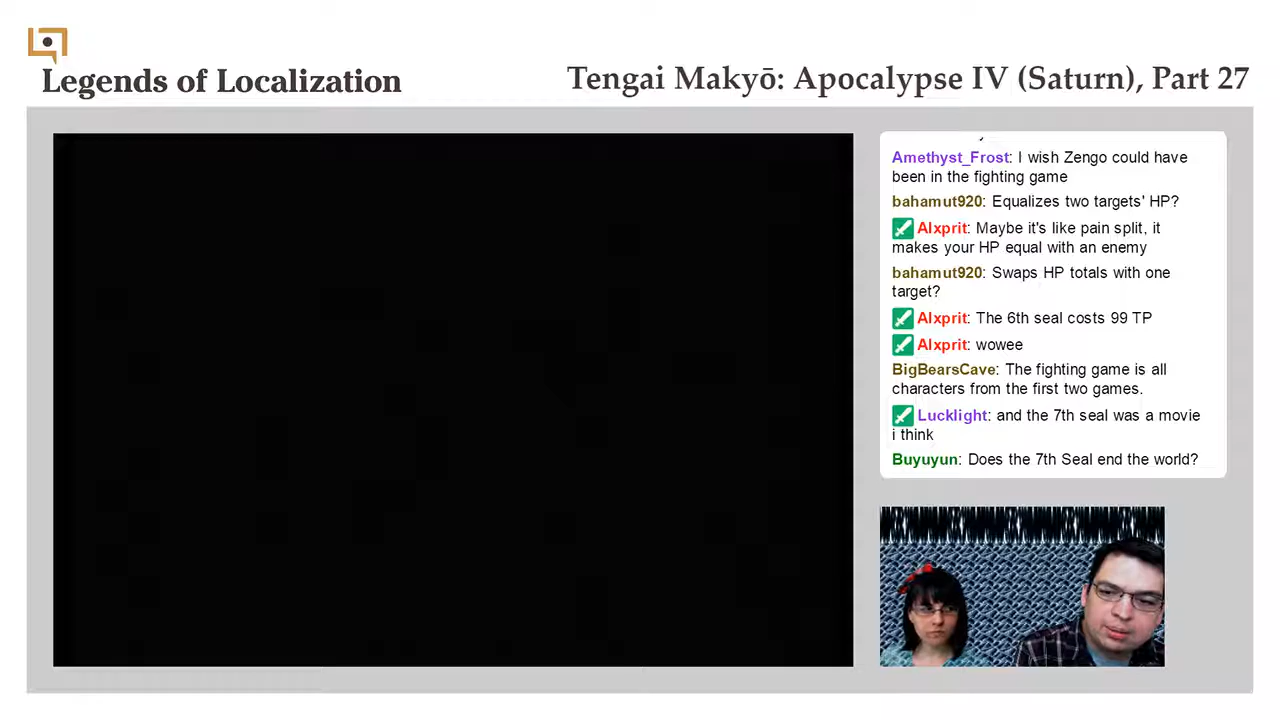 Legends of Localization
Tengai Makyō: Apocalypse IV (Saturn), Part 27
Amethyst_Frost: I wish Zengo could have
been in the fighting game
bahamut920: Equalizes two targets' HP?
Alxprit: Maybe it's like pain split, it
makes your HP equal with an enemy
bahamut920: Swaps HP totals with one
target?
Alxprit: The 6th seal costs 99 TP
Alxprit: wowee
BigBearsCave: The fighting game is all
characters from the first two games.
Lucklight: and the 7th seal was a movie
i think
Buyuyun: Does the 7th Seal end the world?